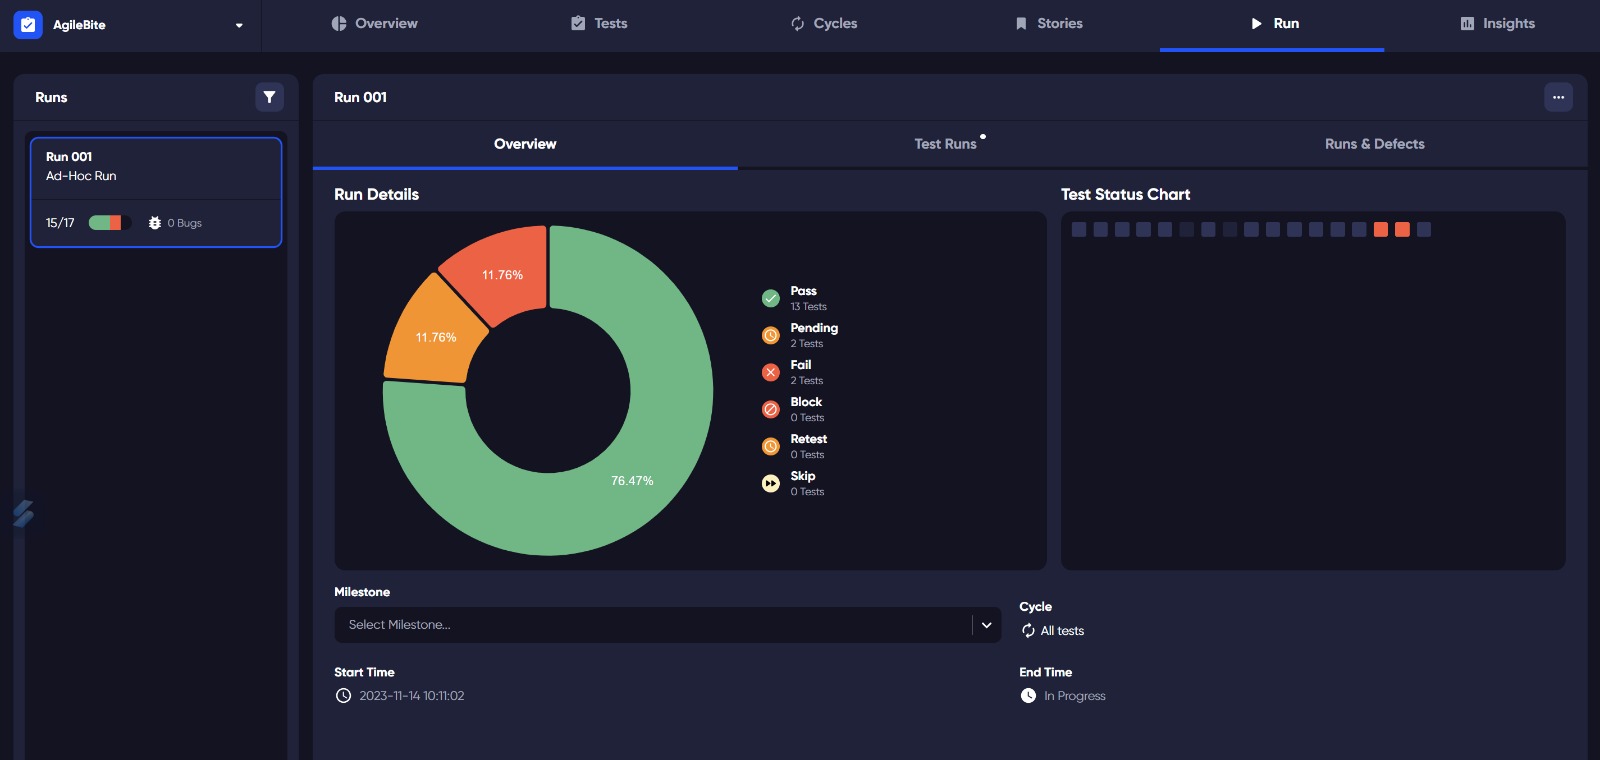 AgileBite
Overview
Tests
Cycles
Stories
Run
Insights
Runs
Run 001
Ad-Hoc Run
15/17
0 Bugs
Run 001
Overview
Test Runs
Runs & Defects
Run Details
11.76%
11.76%
76.47%
Pass
13 Tests
Pending
2 Tests
Fail
2 Tests
Block
0 Tests
Retest
0 Tests
Skip
0 Tests
Test Status Chart
Milestone
Select Milestone...
Cycle
All tests
Start Time
2023-11-14 10:11:02
End Time
In Progress